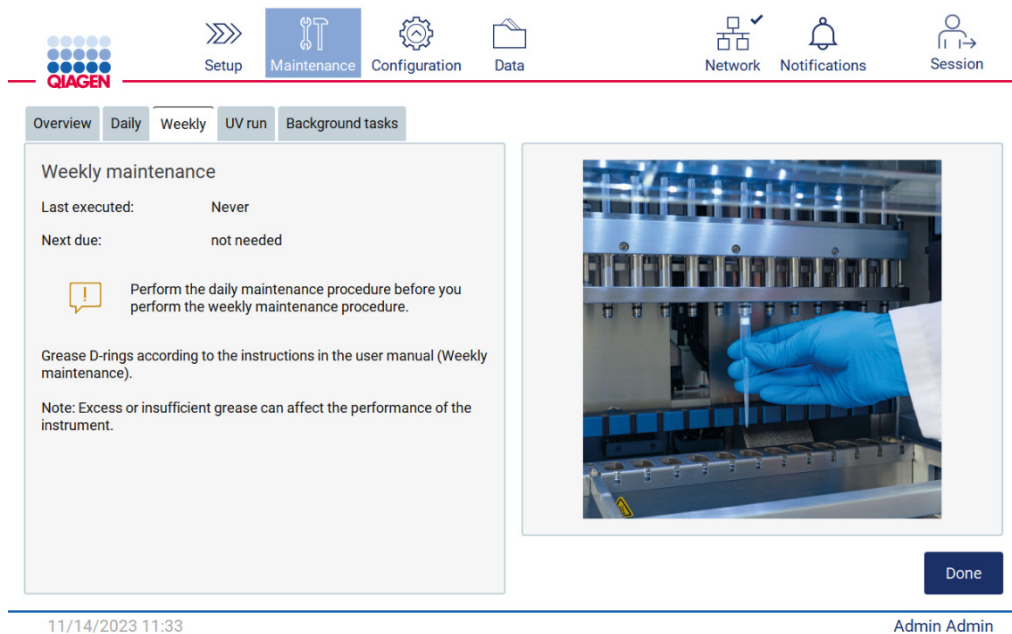 QIAGEN
Setup
Maintenance
Configuration
Data
Network
Notifications
Session
Overview
Daily
Weekly
UV run
Background tasks
Weekly maintenance
Last executed: Never
Next due: not needed
Perform the daily maintenance procedure before you
perform the weekly maintenance procedure.
Grease D-rings according to the instructions in the user manual (Weekly
maintenance).
Note: Excess or insufficient grease can affect the performance of the
instrument.
Done
11/14/2023 11:33
Admin Admin